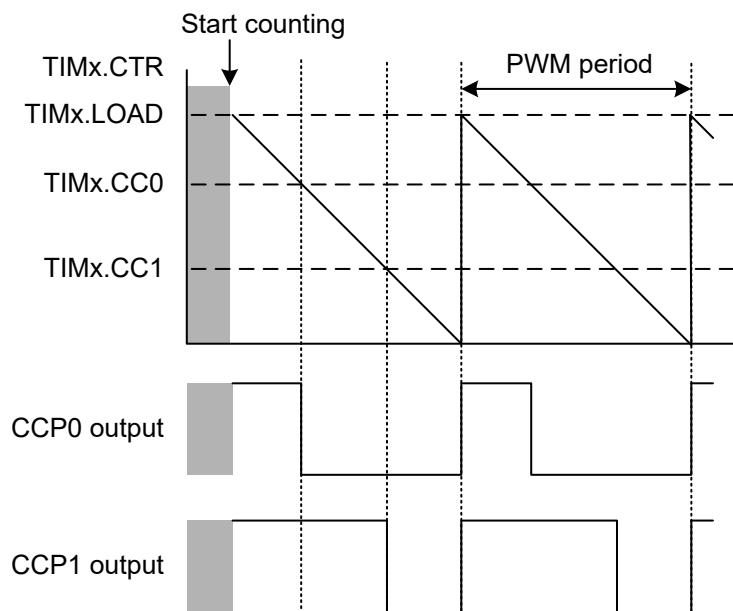 Start counting
TIMx.CTR
PWM period
TIMx.LOAD
TIMx.CC0
TIMx.CC1
CCP0 output
CCP1 output